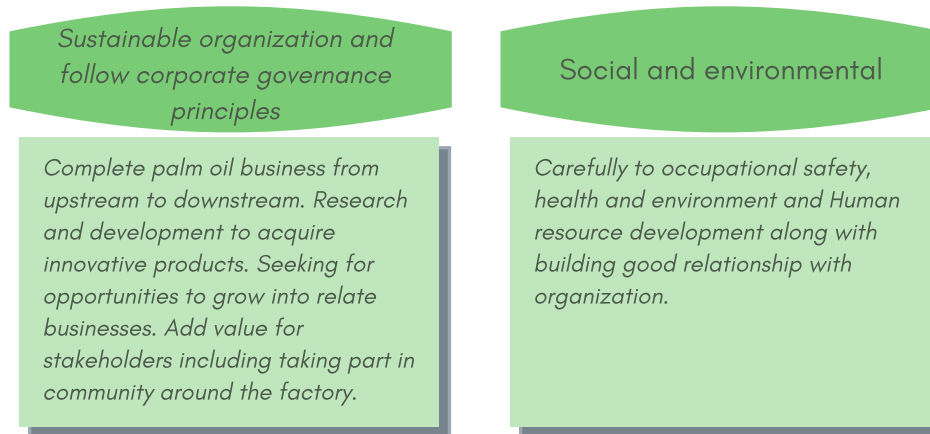 Sustainable organization and
follow corporate governance
principles
Complete palm oil business from
upstream to downstream. Research
and development to acquire
innovative products. Seeking for
opportunities to grow into relate
businesses. Add value for
stakeholders including taking part in
community around the factory.
Social and environmental
Carefully to occupational safety,
health and environment and Human
resource development along with
building good relationship with
organization.